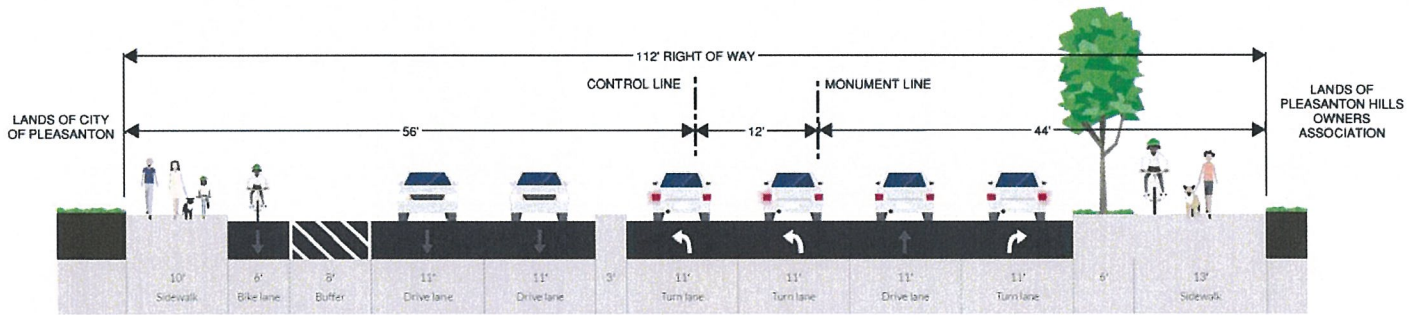 112' RIGHT OF WAY
CONTROL LINE
MONUMENT LINE
LANDS OF CITY
OF PLEASANTON
LANDS OF
PLEASANTON HILLS
OWNERS
ASSOCIATION
56'
12'
44'
10'
6'
8'
11'
11'
3'
11'
11'
11'
11'
6'
13'
Sidewalk
Bike lane
Buffer
Drive lane
Drive lane
Turn lane
Turn lane
Drive lane
Turn lane
Sidewalk